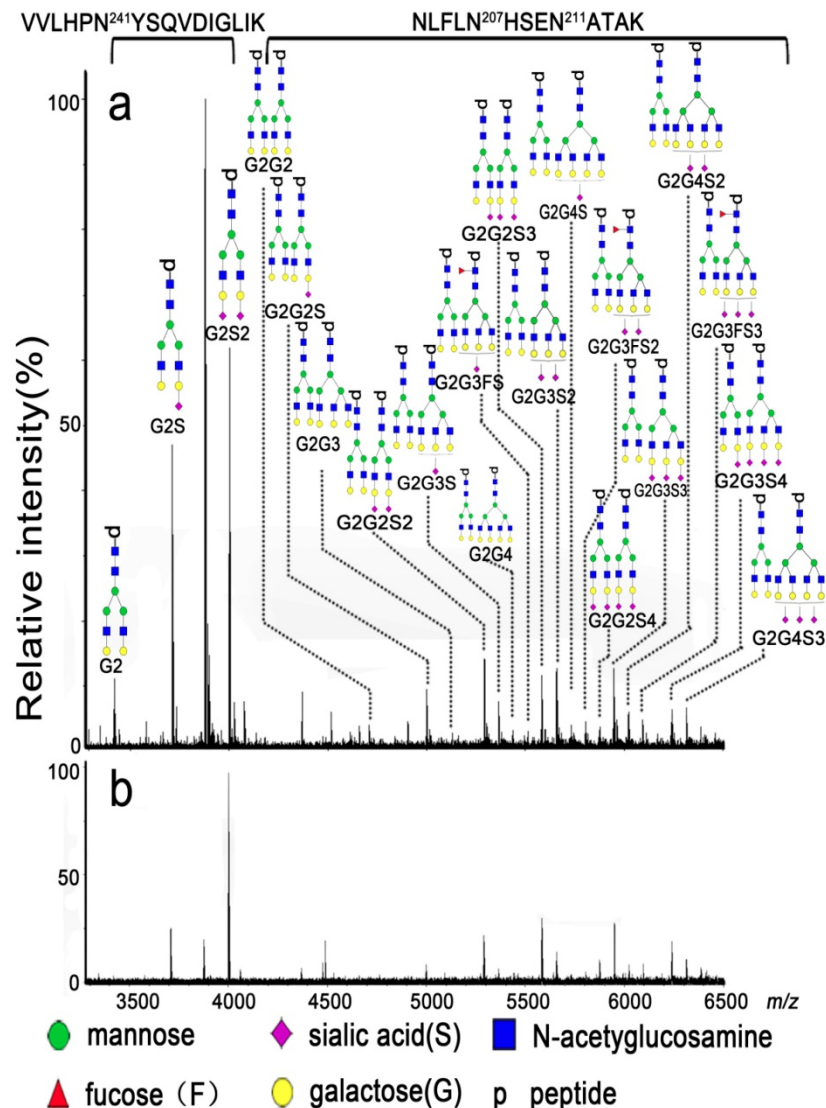 VVLHPN²⁴¹YSQVDIGLIK NLFLN²⁰⁷HSEN²¹¹ATAK
a
Relative intensity(%)
100
50
0
G2
G2S
G2S2
G2G2
G2G2S
G2G3
G2G2S2
G2G3S
G2G3FS
G2G4
G2G2S3
G2G3S2
G2G4S
G2G3FS2
G2G2S4
G2G3S3
G2G4S2
G2G3FS3
G2G3S4
G2G4S3
p p p p p p p p p p p p p p p p p p p p p p p p p p p p p p p p p p p p p
b
100
50
0
3500 4000 4500 5000 5500 6000 6500 m/z
mannose sialic acid(S) N-acetyglucosamine
fucose (F) galactose(G) p peptide